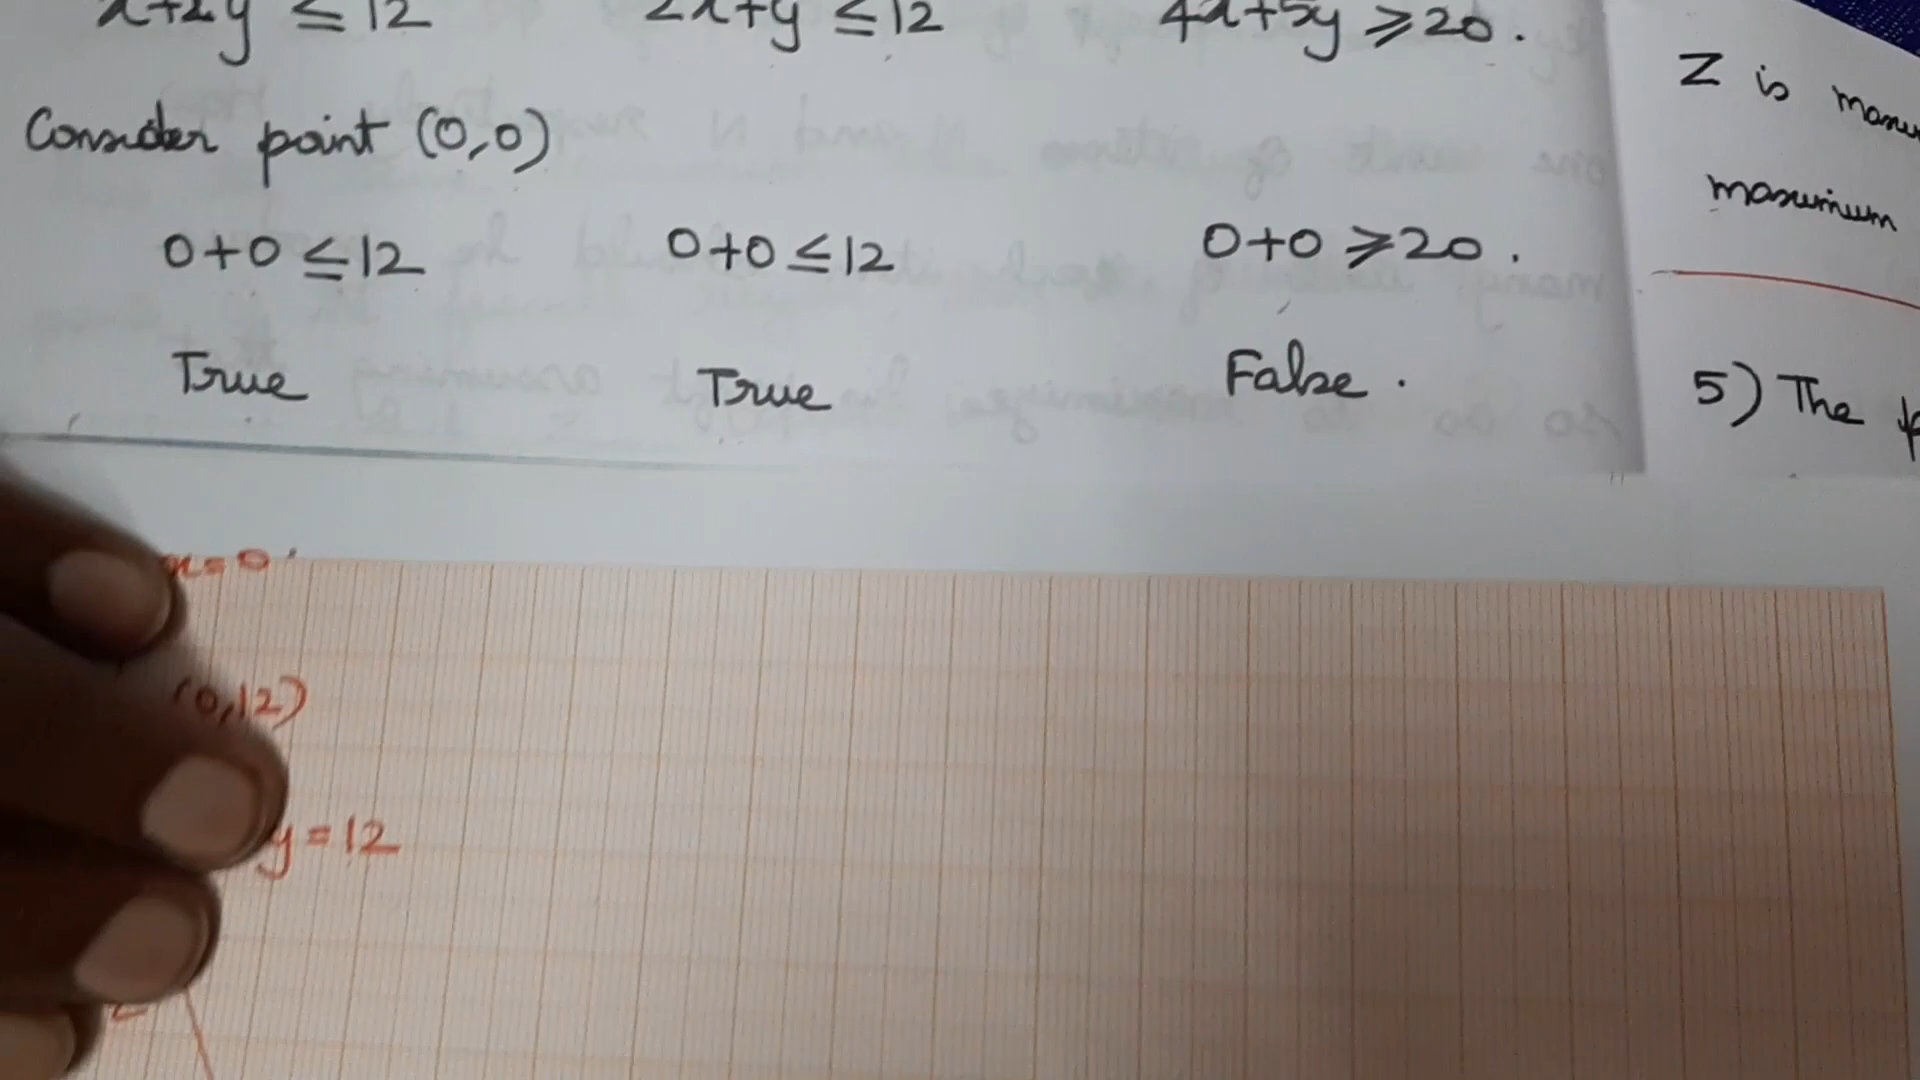 x+2y ≤ 12 2x+y ≤ 12 4x+5y ⩾ 20.
Consider point (0,0)
0+0 ≤ 12 0+0 ≤ 12 0+0 ⩾ 20.
True True False.
Z is
maximum
5) The
x=0
(0,12)
y=12